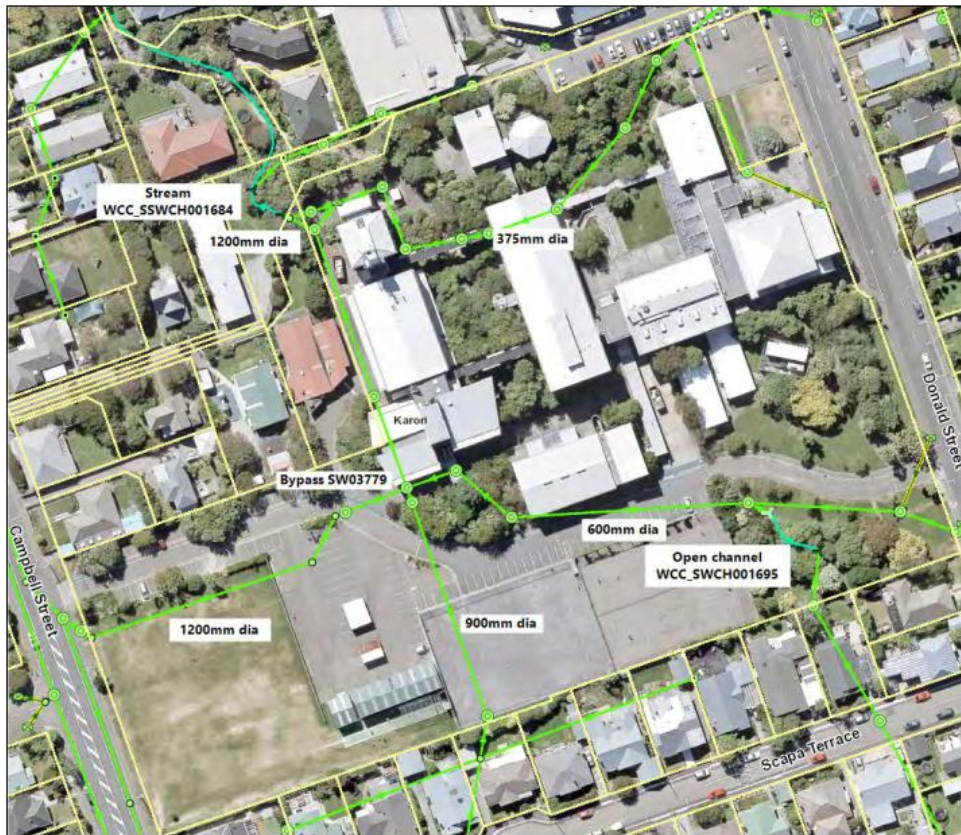 Stream
WCC_SSWCH001684
1200mm dia
375mm dia
Donald Street
Karori
Bypass SW03779
600mm dia
Open channel
WCC_SWCH001695
Campbell Street
1200mm dia
900mm dia
Scapa Terrace